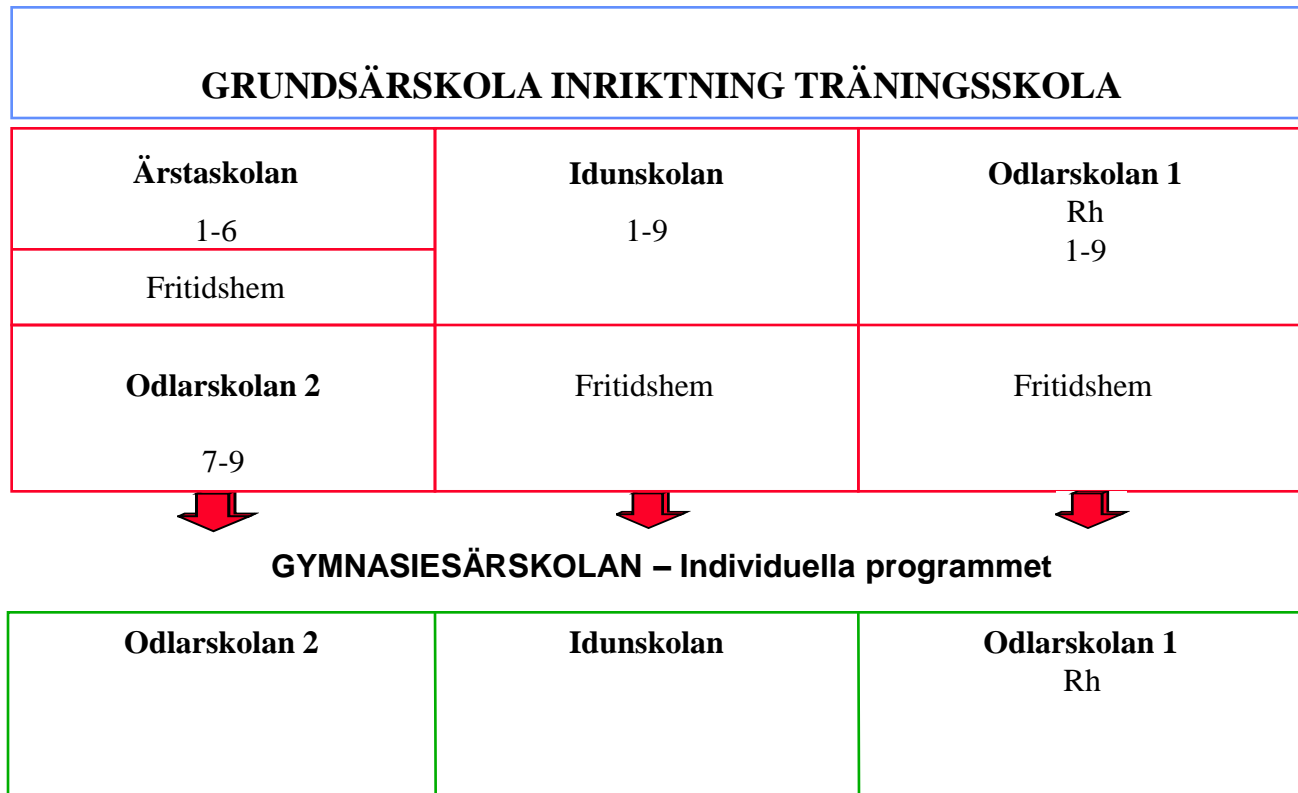 GRUNDSÄRSKOLA INRIKTNING TRÄNINGSSKOLA
Ärstaskolan
1-6
Fritidshem
Idunskolan
1-9
Odlarskolan 1
Rh
1-9
Odlarskolan 2
7-9
Fritidshem
Fritidshem
GYMNASIESÄRSKOLAN – Individuella programmet
Odlarskolan 2
Idunskolan
Odlarskolan 1
Rh